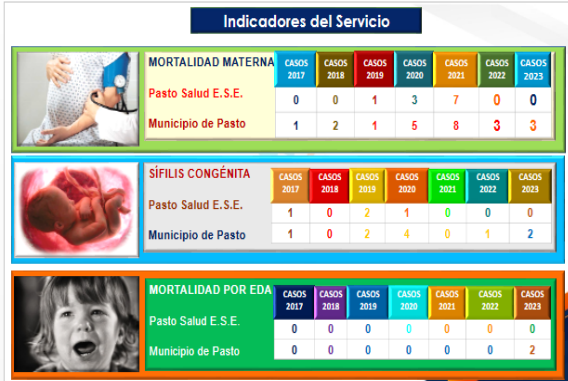 Indicadores del Servicio
MORTALIDAD MATERNA CASOS 2017 CASOS 2018 CASOS 2019 CASOS 2020 CASOS 2021 CASOS 2022 CASOS 2023
Pasto Salud E.S.E. 0 0 1 3 7 0 0
Municipio de Pasto 1 2 1 5 8 3 3
SÍFILIS CONGÉNITA CASOS 2017 CASOS 2018 CASOS 2019 CASOS 2020 CASOS 2021 CASOS 2022 CASOS 2023
Pasto Salud E.S.E. 1 0 2 1 0 0 0
Municipio de Pasto 1 0 2 4 0 1 2
MORTALIDAD POR EDA CASOS 2017 CASOS 2018 CASOS 2019 CASOS 2020 CASOS 2021 CASOS 2022 CASOS 2023
Pasto Salud E.S.E. 0 0 0 0 0 0 0
Municipio de Pasto 0 0 0 0 0 0 2